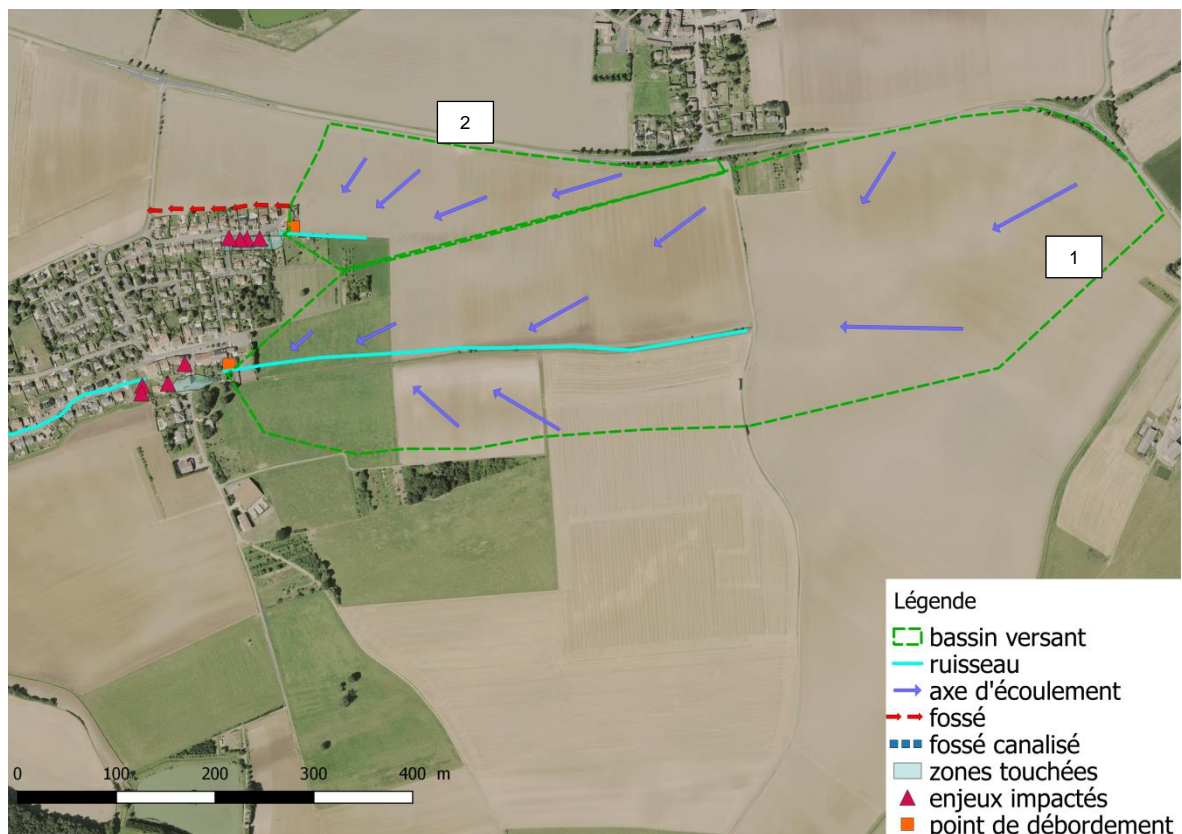 2
1
Légende
bassin versant
ruisseau
axe d'écoulement
fossé
fossé canalisé
zones touchées
enjeux impactés
point de débordement
0 100 200 300 400 m